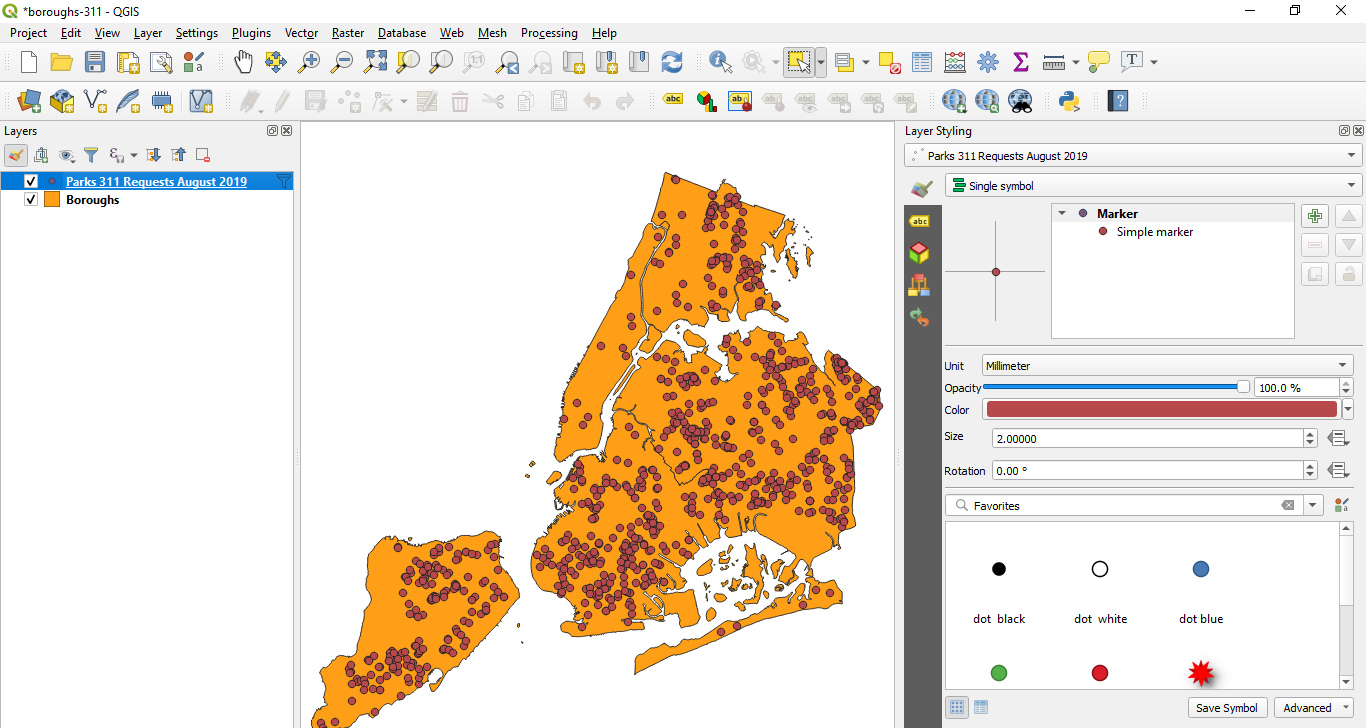 *boroughs-311 - QGIS
Project Edit View Layer Settings Plugins Vector Raster Database Web Mesh Processing Help
Layers
Parks 311 Requests August 2019
Boroughs
Layer Styling
Parks 311 Requests August 2019
Single symbol
Marker
Simple marker
Unit Millimeter
Opacity 100.0 %
Color
Size 2.00000
Rotation 0.00 °
Favorites
dot black dot white dot blue
Save Symbol Advanced